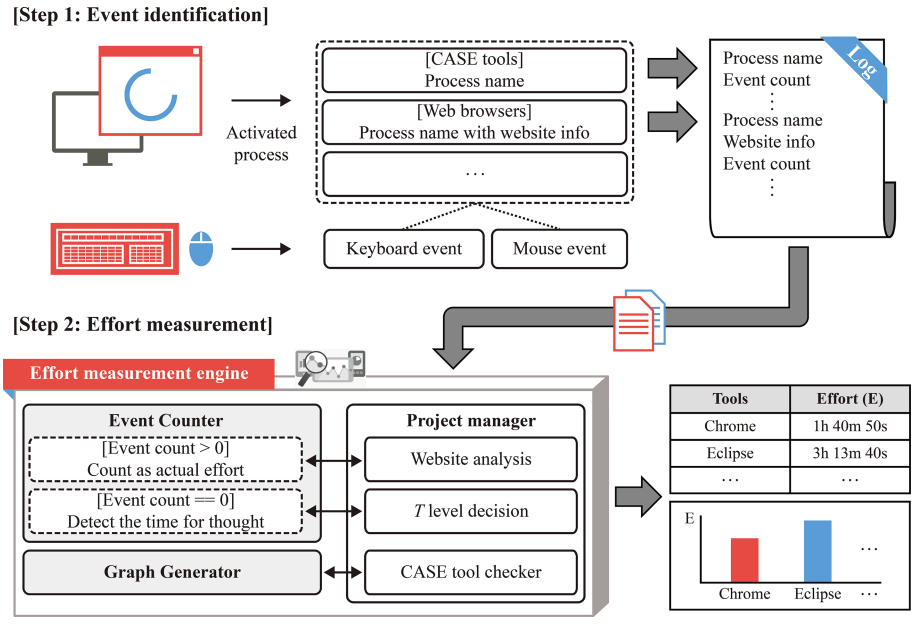 [Step 1: Event identification]
Activated
process
[CASE tools]
Process name
[Web browsers]
Process name with website info
...
Keyboard event
Mouse event
Log
Process name
Event count
⋮
Process name
Website info
Event count
⋮
[Step 2: Effort measurement]
Effort measurement engine
Event Counter
[Event count > 0]
Count as actual effort
[Event count == 0]
Detect the time for thought
Graph Generator
Project manager
Website analysis
T level decision
CASE tool checker
Tools Effort (E)
Chrome 1h 40m 50s
Eclipse 3h 13m 40s
... ...
E
...
Chrome Eclipse ...